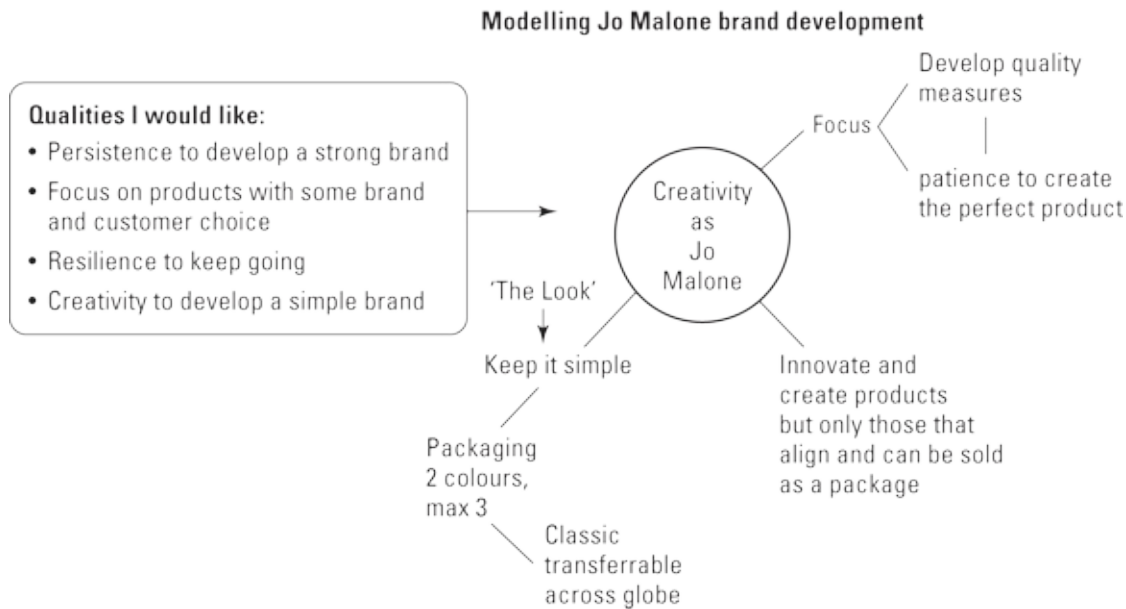 Modelling Jo Malone brand development
Qualities I would like:
• Persistence to develop a strong brand
• Focus on products with some brand
and customer choice
• Resilience to keep going
• Creativity to develop a simple brand
Creativity
as
Jo
Malone
Focus
Develop quality
measures
patience to create
the perfect product
'The Look'
Keep it simple
Packaging
2 colours,
max 3
Classic
transferrable
across globe
Innovate and
create products
but only those that
align and can be sold
as a package